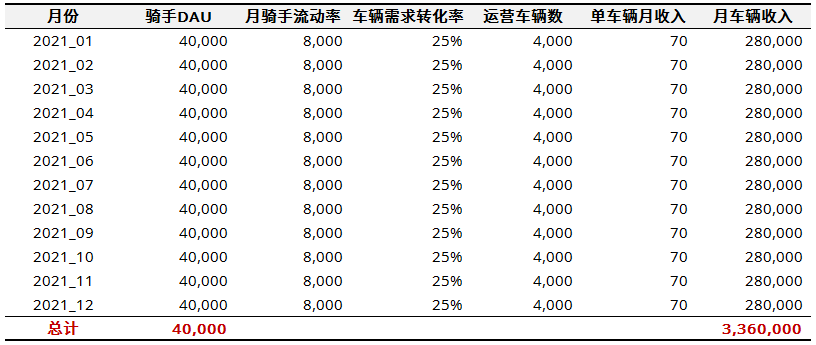 月份 骑手DAU 月骑手流动率 车辆需求转化率 运营车辆数 单车辆月收入 月车辆收入
2021_01 40,000 8,000 25% 4,000 70 280,000
2021_02 40,000 8,000 25% 4,000 70 280,000
2021_03 40,000 8,000 25% 4,000 70 280,000
2021_04 40,000 8,000 25% 4,000 70 280,000
2021_05 40,000 8,000 25% 4,000 70 280,000
2021_06 40,000 8,000 25% 4,000 70 280,000
2021_07 40,000 8,000 25% 4,000 70 280,000
2021_08 40,000 8,000 25% 4,000 70 280,000
2021_09 40,000 8,000 25% 4,000 70 280,000
2021_10 40,000 8,000 25% 4,000 70 280,000
2021_11 40,000 8,000 25% 4,000 70 280,000
2021_12 40,000 8,000 25% 4,000 70 280,000
总计 40,000 3,360,000